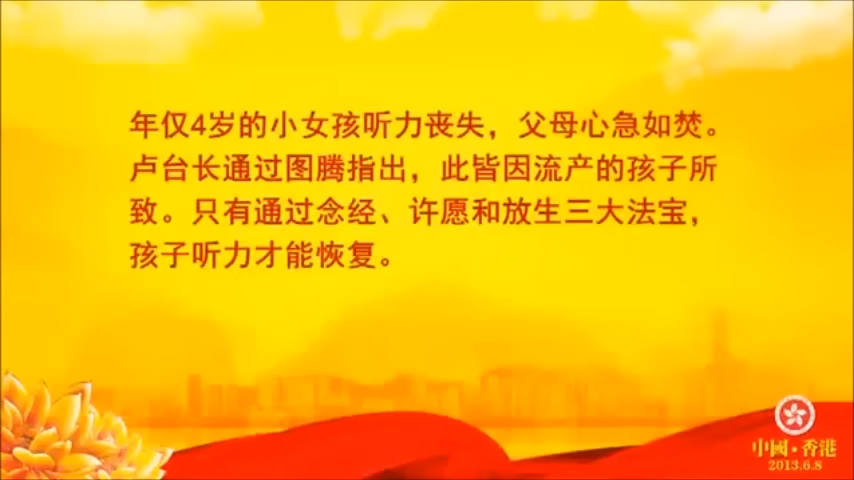 年仅4岁的小女孩听力丧失，父母心急如焚。
卢台长通过图腾指出，此皆因流产的孩子所
致。只有通过念经、许愿和放生三大法宝，
孩子听力才能恢复。
中國·香港
2013.6.8